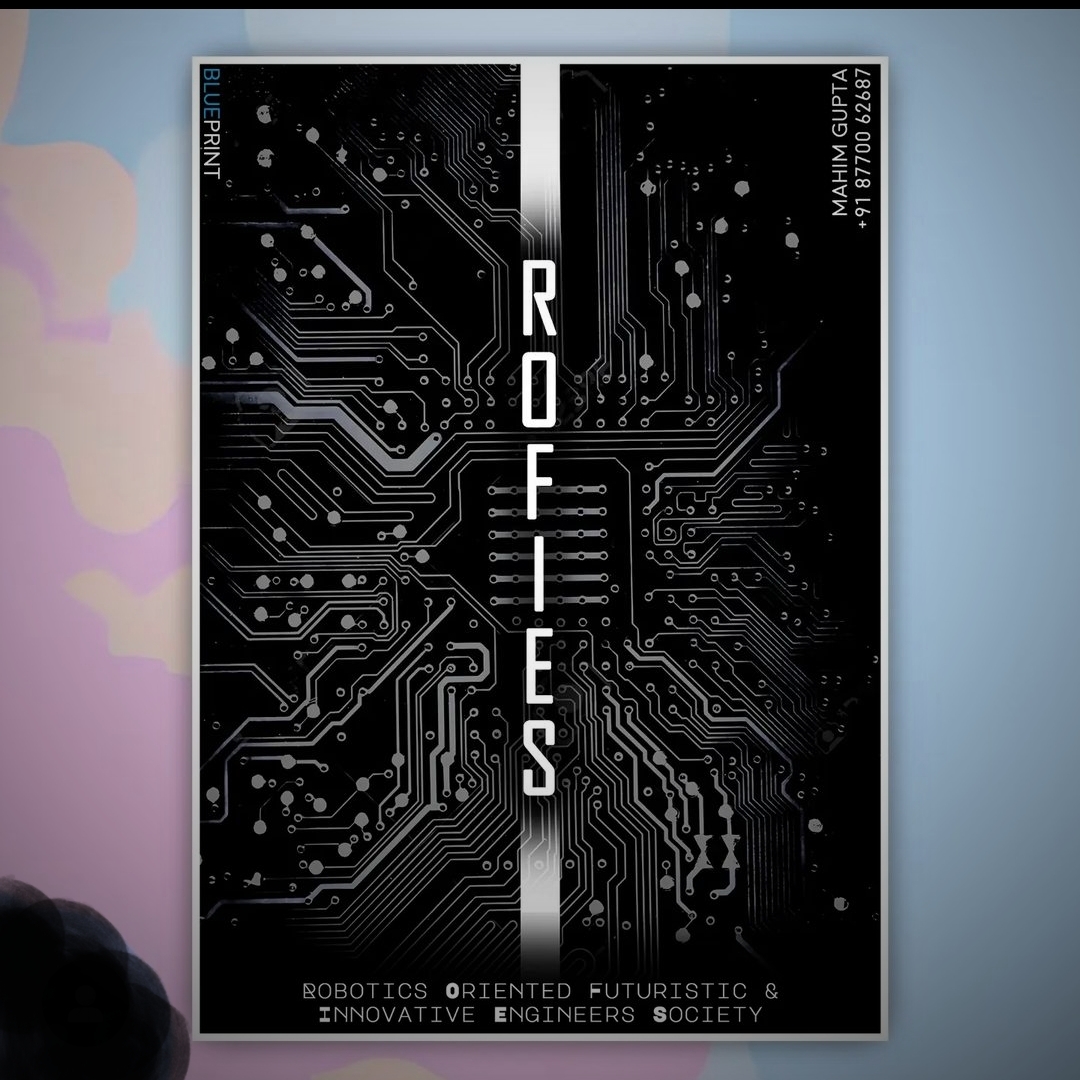 BLUEPRINT
MAHIM GUPTA
+91 87700 62687
ROFIES
ROBOTICS ORIENTED FUTURISTIC &
INNOVATIVE ENGINEERS SOCIETY